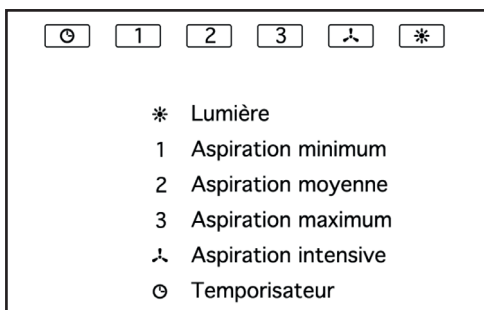 1 2 3
Lumière
1 Aspiration minimum
2 Aspiration moyenne
3 Aspiration maximum
Aspiration intensive
Temporisateur